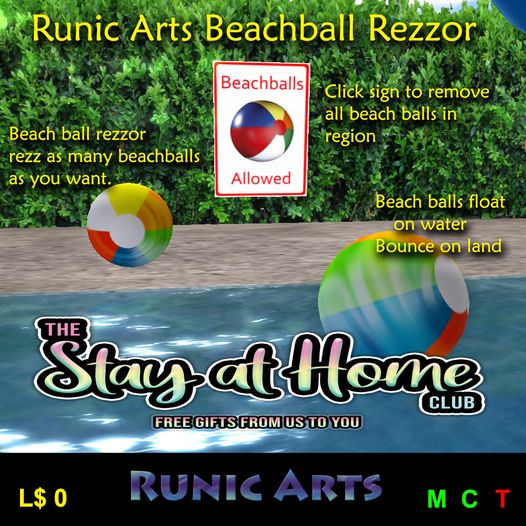 Runic Arts Beachball Rezzor
Beachballs
Allowed
Click sign to remove
all beach balls in
region
Beach ball rezzor
rezz as many beachballs
as you want.
Beach balls float
on water
Bounce on land
THE
Stay at Home
CLUB
FREE GIFTS FROM US TO YOU
L$ 0
RUNIC ARTS
M C T